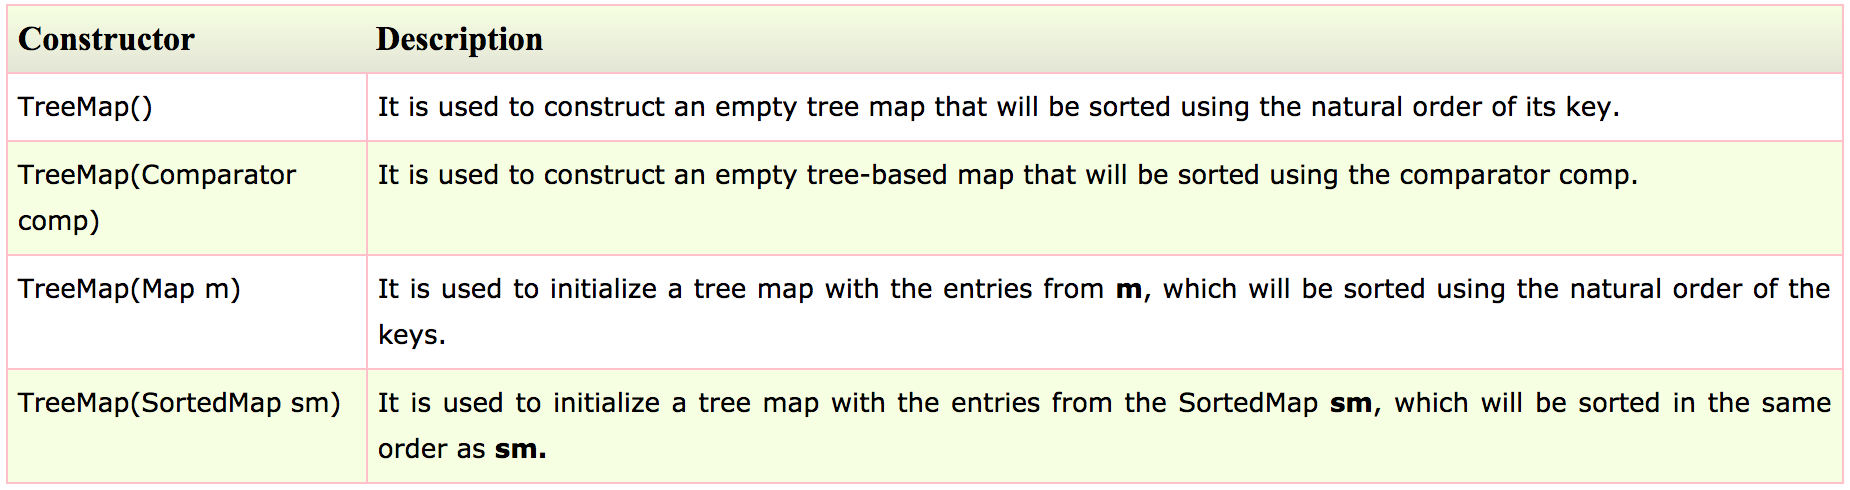 Constructor Description
TreeMap() It is used to construct an empty tree map that will be sorted using the natural order of its key.
TreeMap(Comparator It is used to construct an empty tree-based map that will be sorted using the comparator comp.
comp)
TreeMap(Map m) It is used to initialize a tree map with the entries from m, which will be sorted using the natural order of the
keys.
TreeMap(SortedMap sm) It is used to initialize a tree map with the entries from the SortedMap sm, which will be sorted in the same
order as sm.